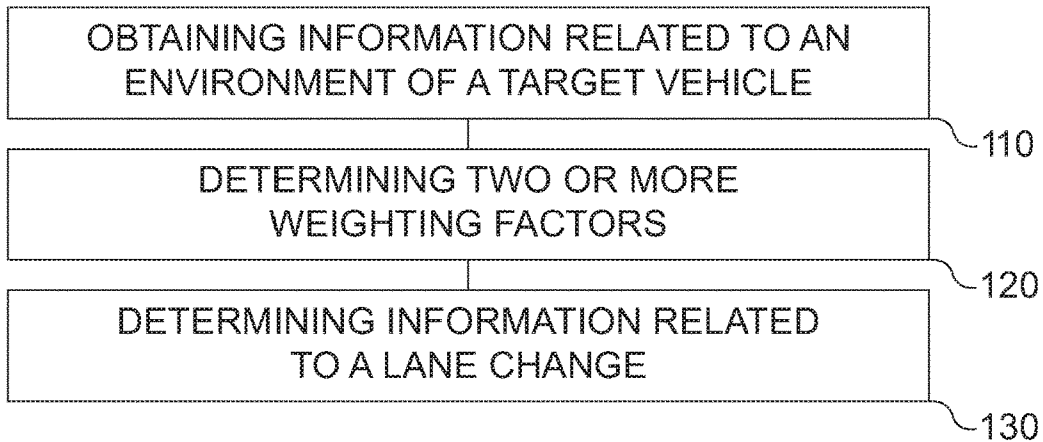 OBTAINING INFORMATION RELATED TO AN
ENVIRONMENT OF A TARGET VEHICLE
110
DETERMINING TWO OR MORE
WEIGHTING FACTORS
120
DETERMINING INFORMATION RELATED
TO A LANE CHANGE
130